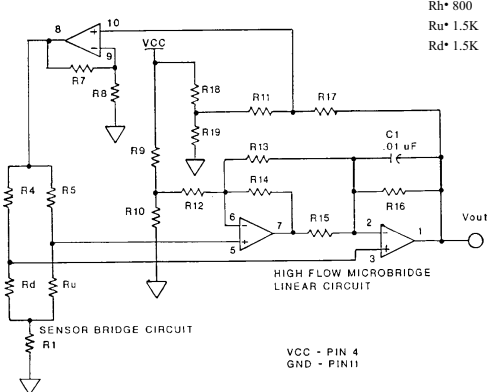 Rh• 800
Ru• 1.5K
Rd• 1.5K
8
10
9
VCC
R7
R8
R18
R11
R17
R19
R9
R13
C1
.01 uF
R4
R5
R12
R14
R10
R15
R16
6
7
5
2
1
3
Vout
HIGH FLOW MICROBRIDGE
LINEAR CIRCUIT
Rd
Ru
SENSOR BRIDGE CIRCUIT
R1
VCC - PIN 4
GND - PIN11